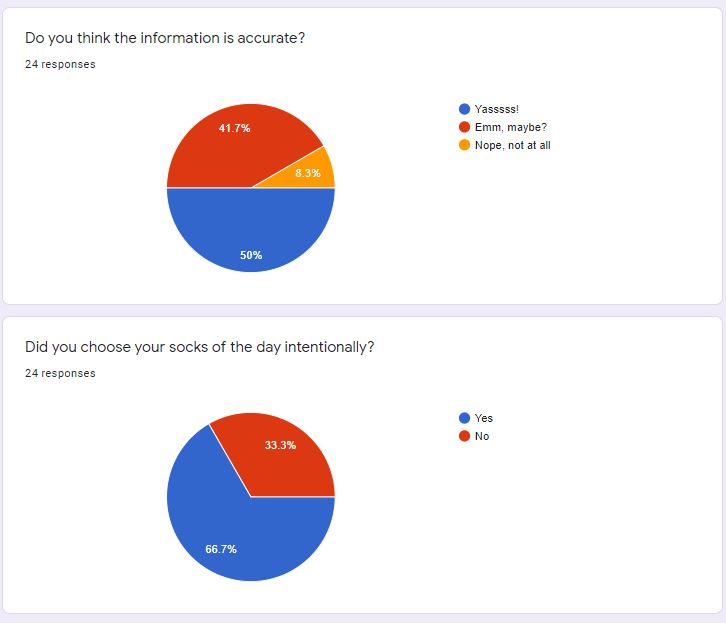 Do you think the information is accurate?
24 responses
Yasssss!
Emm, maybe?
Nope, not at all
41.7%
8.3%
50%
Did you choose your socks of the day intentionally?
24 responses
Yes
No
33.3%
66.7%